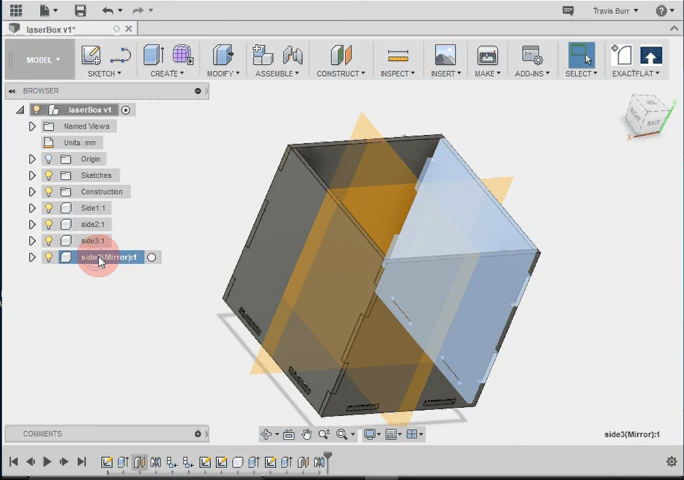 Travis Burr
laserBox v1*
MODEL
SKETCH
CREATE
MODIFY
ASSEMBLE
CONSTRUCT
INSPECT
INSERT
MAKE
ADD-INS
SELECT
EXACTFLAT
BROWSER
laserBox v1
Named Views
Units: mm
Origin
Sketches
Construction
Side1:1
side2:1
side3:1
side3(Mirror):1
BACK
COMMENTS
side3(Mirror):1